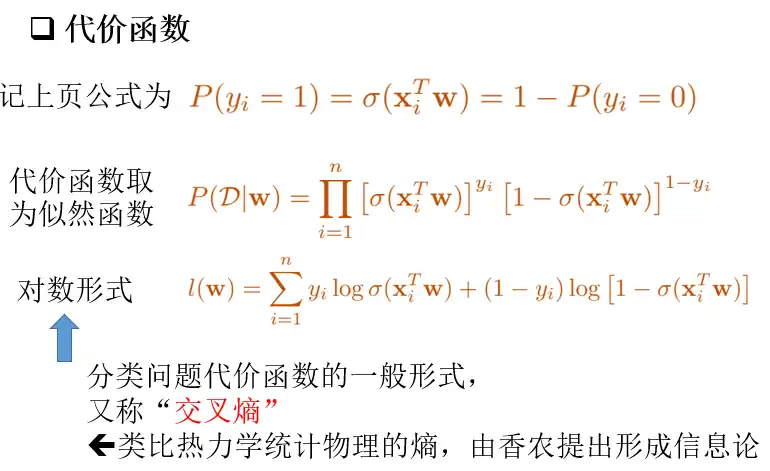 ❑ 代价函数
记上页公式为 $P(y_i = 1) = \sigma(\mathbf{x}_i^T \mathbf{w}) = 1 - P(y_i = 0)$
代价函数取
为似然函数 $P(\mathcal{D}|\mathbf{w}) = \prod_{i=1}^{n} \left[\sigma(\mathbf{x}_i^T \mathbf{w})\right]^{y_i} \left[1 - \sigma(\mathbf{x}_i^T \mathbf{w})\right]^{1-y_i}$
对数形式 $l(\mathbf{w}) = \sum_{i=1}^{n} y_i \log \sigma(\mathbf{x}_i^T \mathbf{w}) + (1 - y_i) \log \left[1 - \sigma(\mathbf{x}_i^T \mathbf{w})\right]$
分类问题代价函数的一般形式，
又称“交叉熵”
←类比热力学统计物理的熵，由香农提出形成信息论